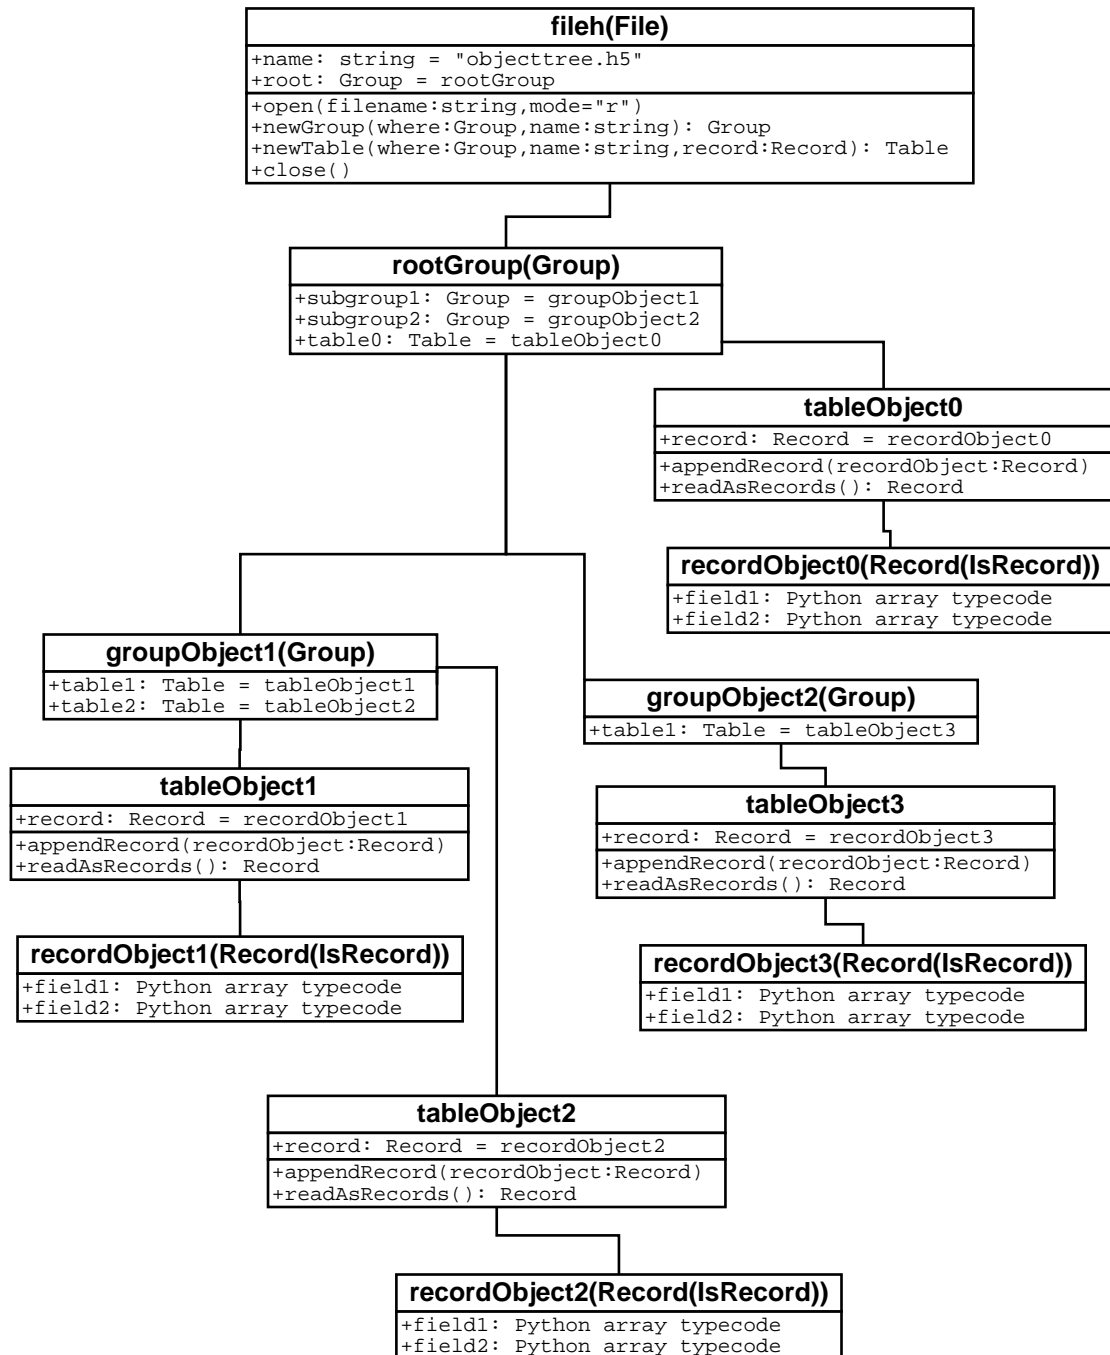 fileh(File)
+name: string = "objecttree.h5"
+root: Group = rootGroup
+open(filename:string,mode="r")
+newGroup(where:Group,name:string): Group
+newTable(where:Group,name:string,record:Record): Table
+close()
rootGroup(Group)
+subgroup1: Group = groupObject1
+subgroup2: Group = groupObject2
+table0: Table = tableObject0
tableObject0
+record: Record = recordObject0
+appendRecord(recordObject:Record)
+readAsRecords(): Record
recordObject0(Record(IsRecord))
+field1: Python array typecode
+field2: Python array typecode
groupObject1(Group)
+table1: Table = tableObject1
+table2: Table = tableObject2
groupObject2(Group)
+table1: Table = tableObject3
tableObject1
+record: Record = recordObject1
+appendRecord(recordObject:Record)
+readAsRecords(): Record
tableObject3
+record: Record = recordObject3
+appendRecord(recordObject:Record)
+readAsRecords(): Record
recordObject1(Record(IsRecord))
+field1: Python array typecode
+field2: Python array typecode
recordObject3(Record(IsRecord))
+field1: Python array typecode
+field2: Python array typecode
tableObject2
+record: Record = recordObject2
+appendRecord(recordObject:Record)
+readAsRecords(): Record
recordObject2(Record(IsRecord))
+field1: Python array typecode
+field2: Python array typecode